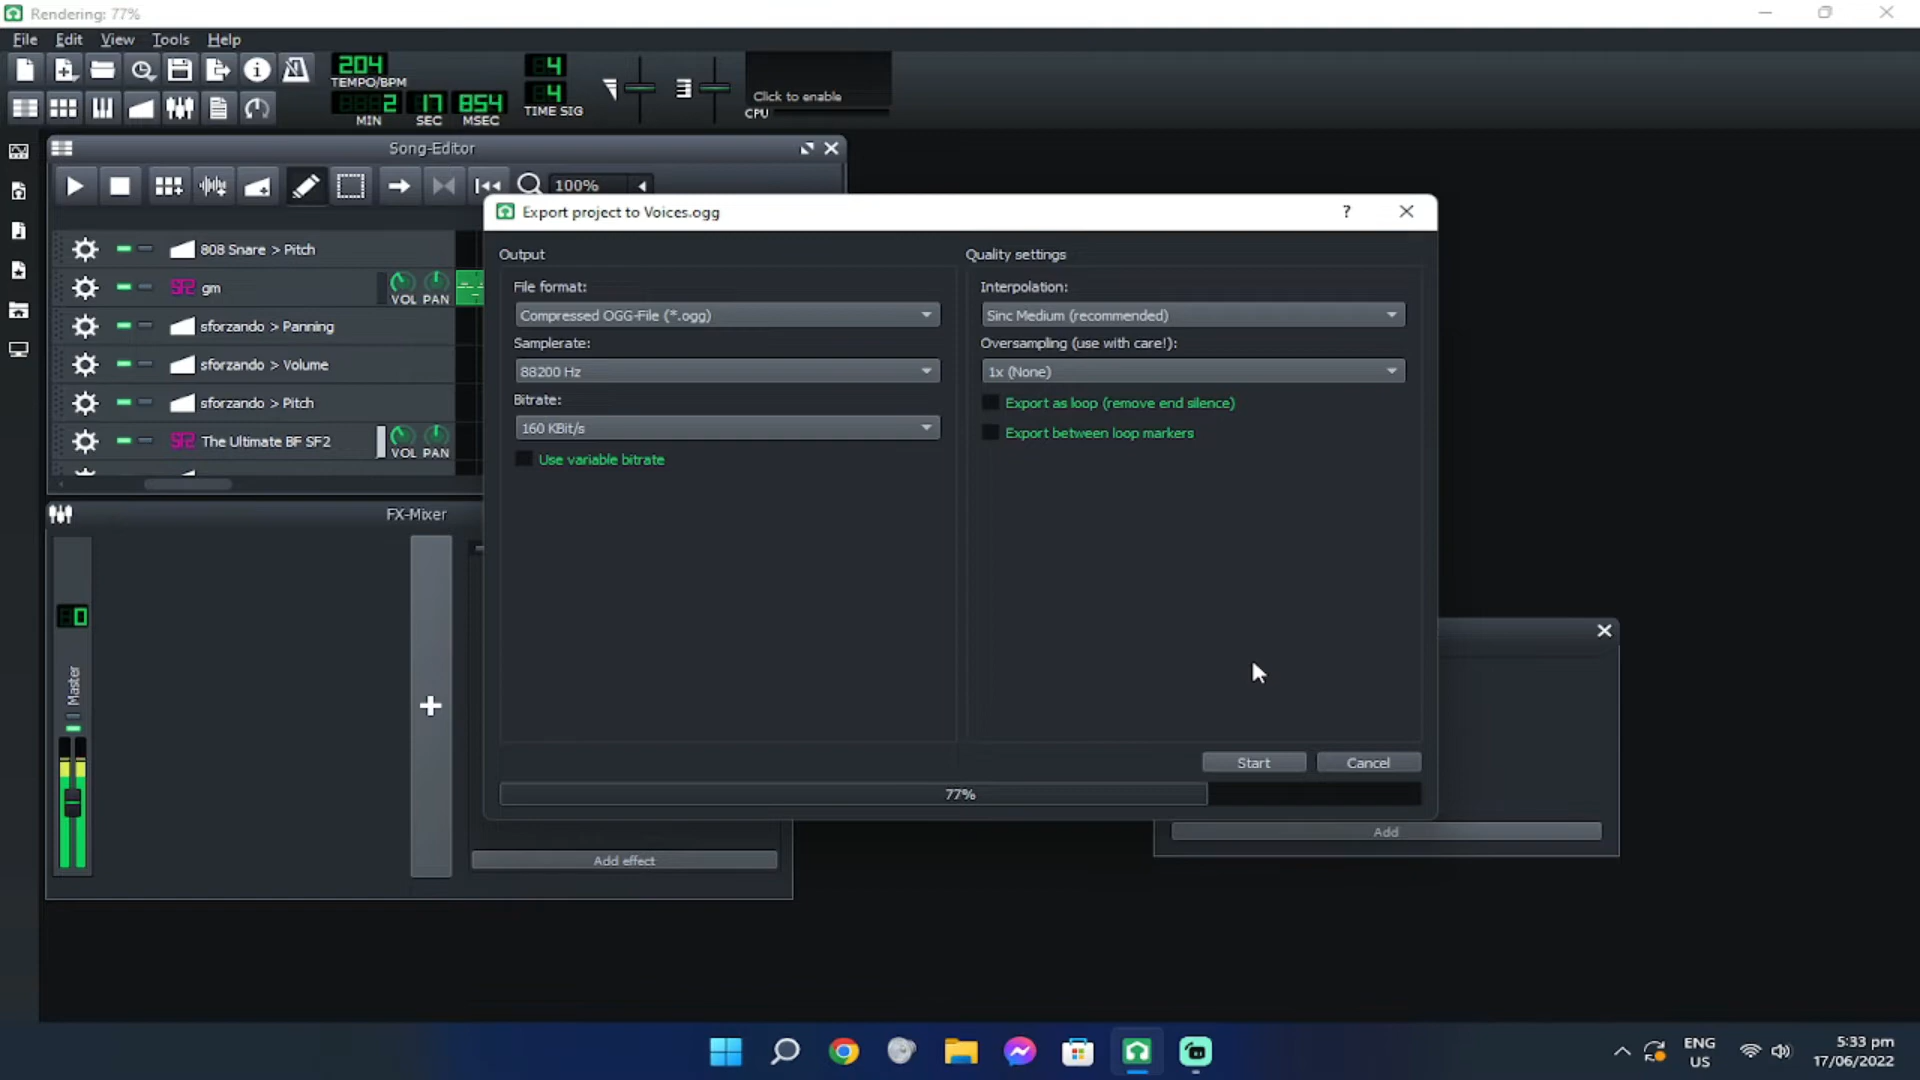 Rendering: 77%
File Edit View Tools Help
204
TEMPO/BPM
2 17 854
MIN SEC MSEC
4
4
TIME SIG
Click to enable
CPU
Song-Editor
100%
808 Snare > Pitch
SF2 gm
VOL PAN
sforzando > Panning
sforzando > Volume
sforzando > Pitch
SF2 The Ultimate BF SF2
VOL PAN
FX-Mixer
0
Master
Add effect
Export project to Voices.ogg
?
Output
File format:
Compressed OGG-File (*.ogg)
Samplerate:
88200 Hz
Bitrate:
160 KBit/s
Use variable bitrate
Quality settings
Interpolation:
Sinc Medium (recommended)
Oversampling (use with care!):
1x (None)
Export as loop (remove end silence)
Export between loop markers
Start Cancel
77%
Add
ENG
US
5:33 pm
17/06/2022